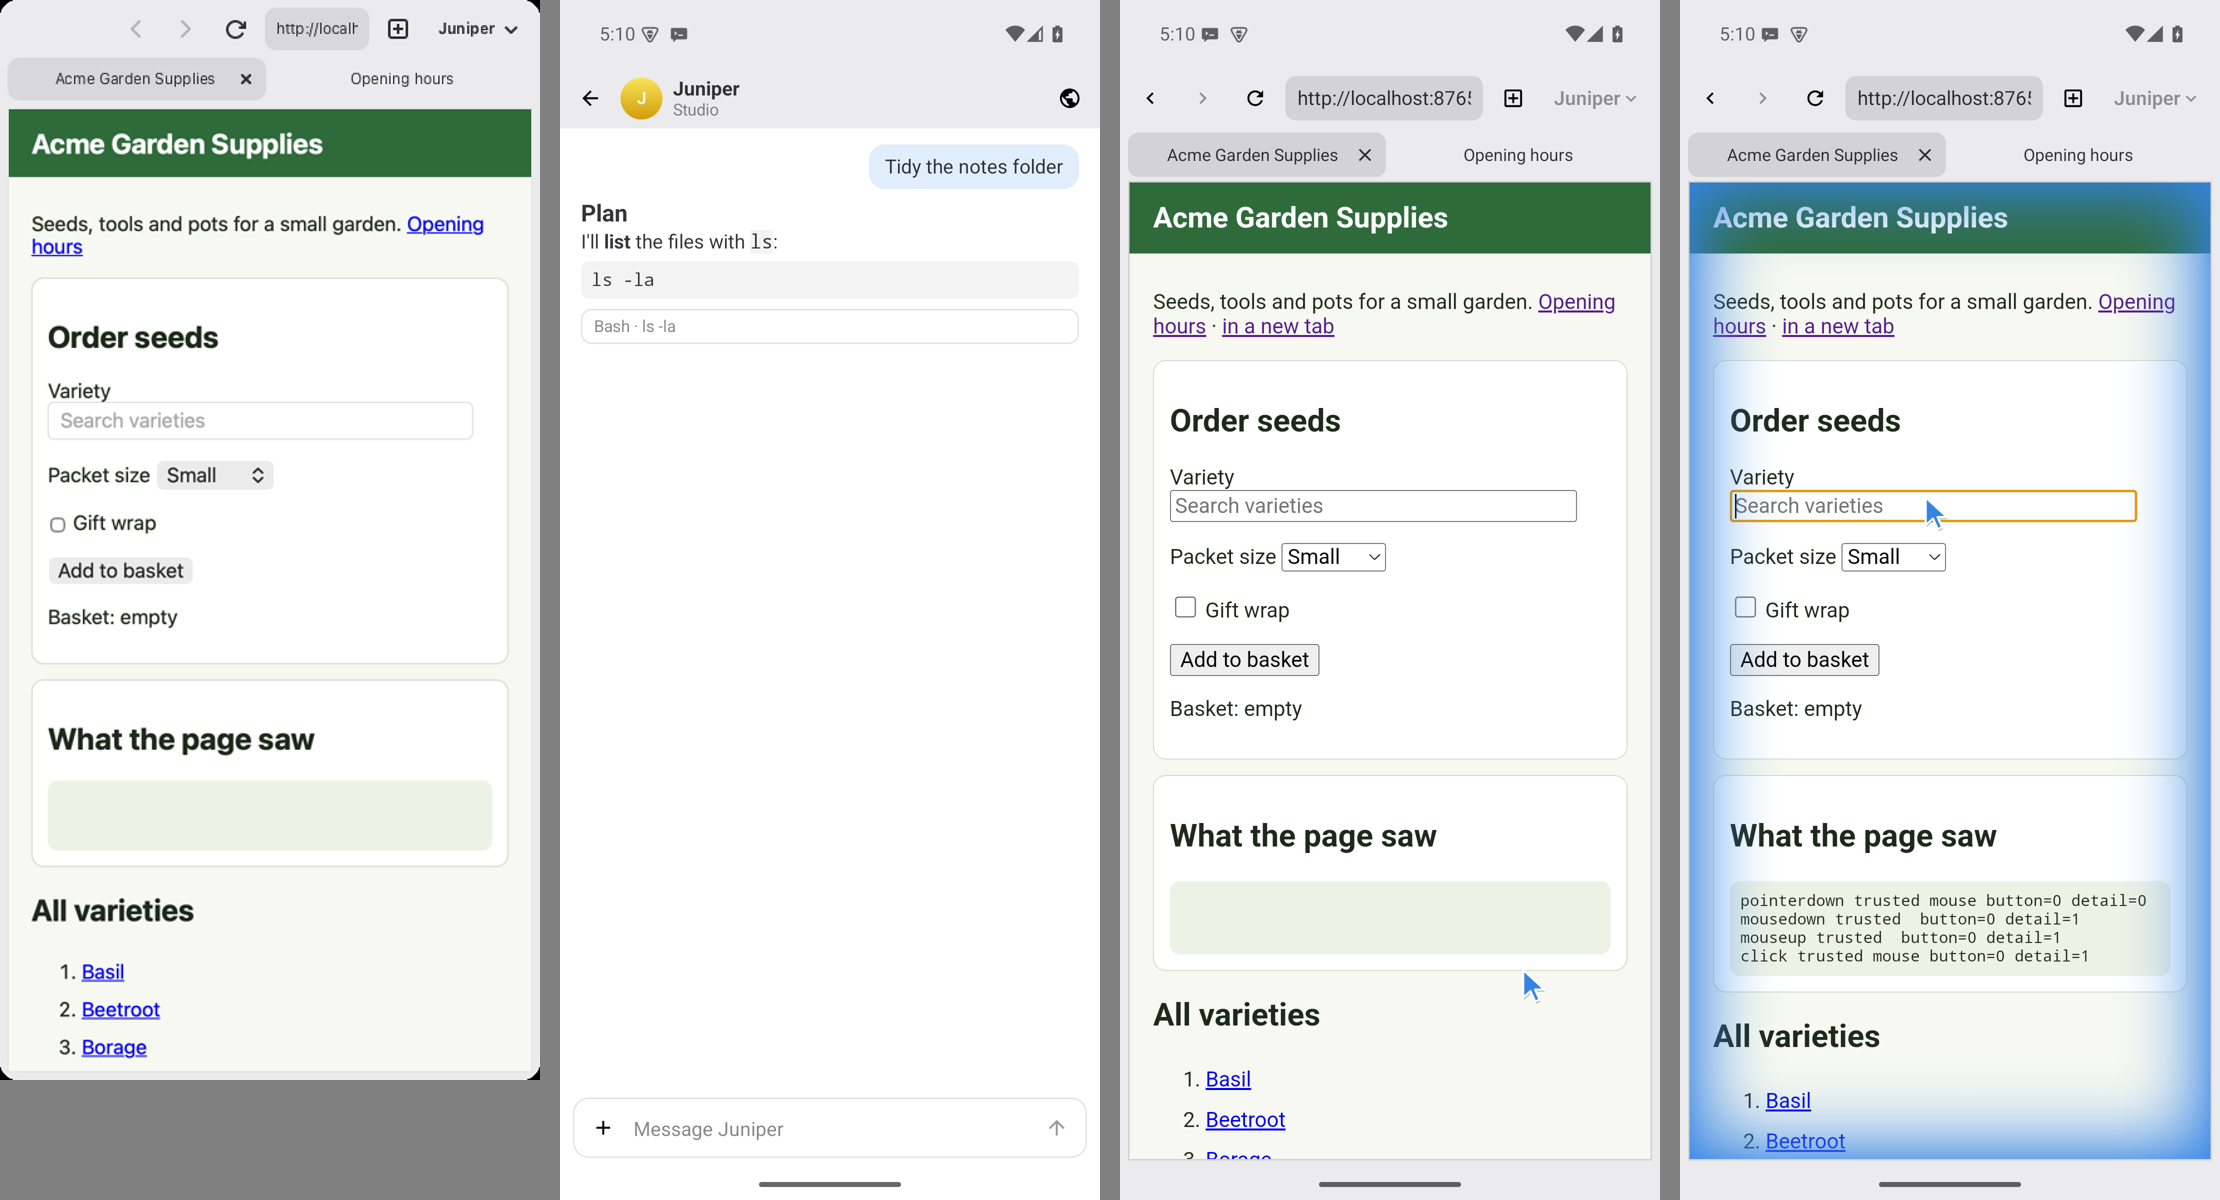 http://localh
Juniper
Acme Garden Supplies
Opening hours
Acme Garden Supplies
Seeds, tools and pots for a small garden. Opening
hours
Order seeds
Variety
Search varieties
Packet size Small
Gift wrap
Add to basket
Basket: empty
What the page saw
All varieties
1. Basil
2. Beetroot
3. Borage
5:10
J
Juniper
Studio
Tidy the notes folder
Plan
I'll list the files with ls:
ls -la
Bash · ls -la
Message Juniper
5:10
http://localhost:8765
Juniper
Acme Garden Supplies
Opening hours
Acme Garden Supplies
Seeds, tools and pots for a small garden. Opening
hours · in a new tab
Order seeds
Variety
Search varieties
Packet size Small
Gift wrap
Add to basket
Basket: empty
What the page saw
All varieties
1. Basil
2. Beetroot
3. Borage
5:10
http://localhost:8765
Juniper
Acme Garden Supplies
Opening hours
Acme Garden Supplies
Seeds, tools and pots for a small garden. Opening
hours · in a new tab
Order seeds
Variety
Search varieties
Packet size Small
Gift wrap
Add to basket
Basket: empty
What the page saw
pointerdown trusted mouse button=0 detail=0
mousedown trusted  button=0 detail=1
mouseup trusted  button=0 detail=1
click trusted mouse button=0 detail=1
All varieties
1. Basil
2. Beetroot